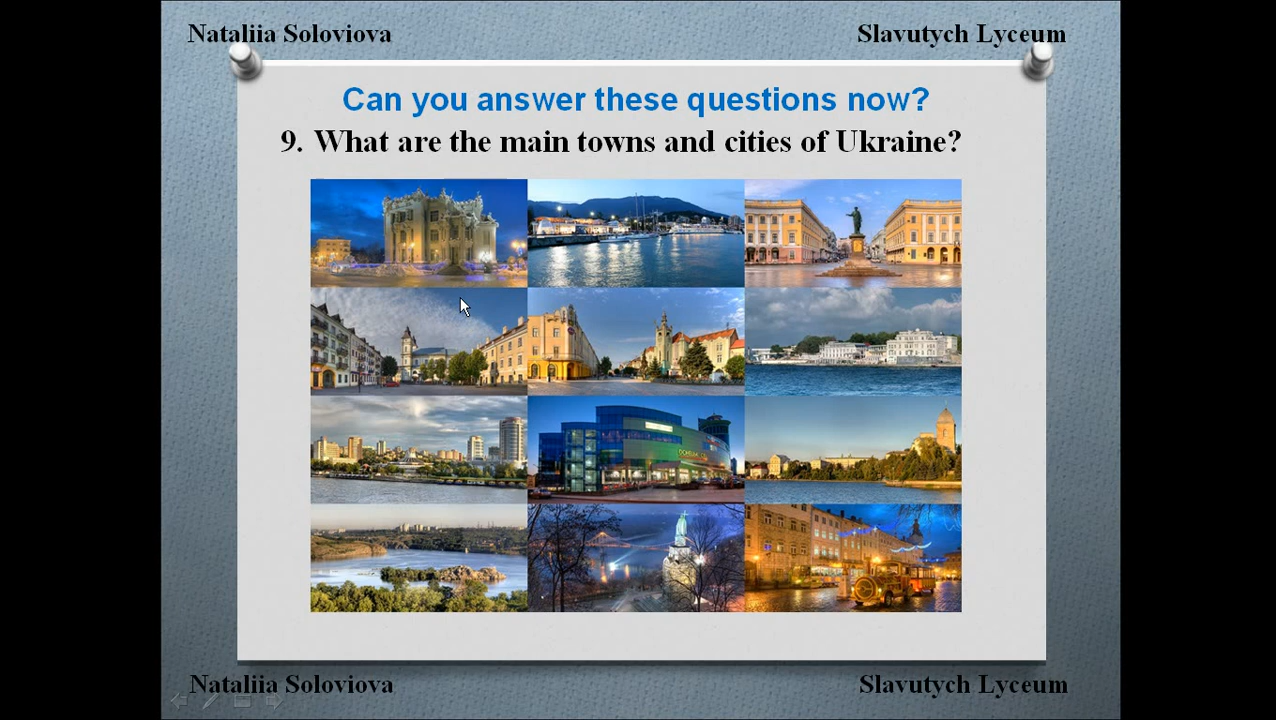 Nataliia Soloviova
Slavutych Lyceum
Can you answer these questions now?
9. What are the main towns and cities of Ukraine?
Nataliia Soloviova
Slavutych Lyceum